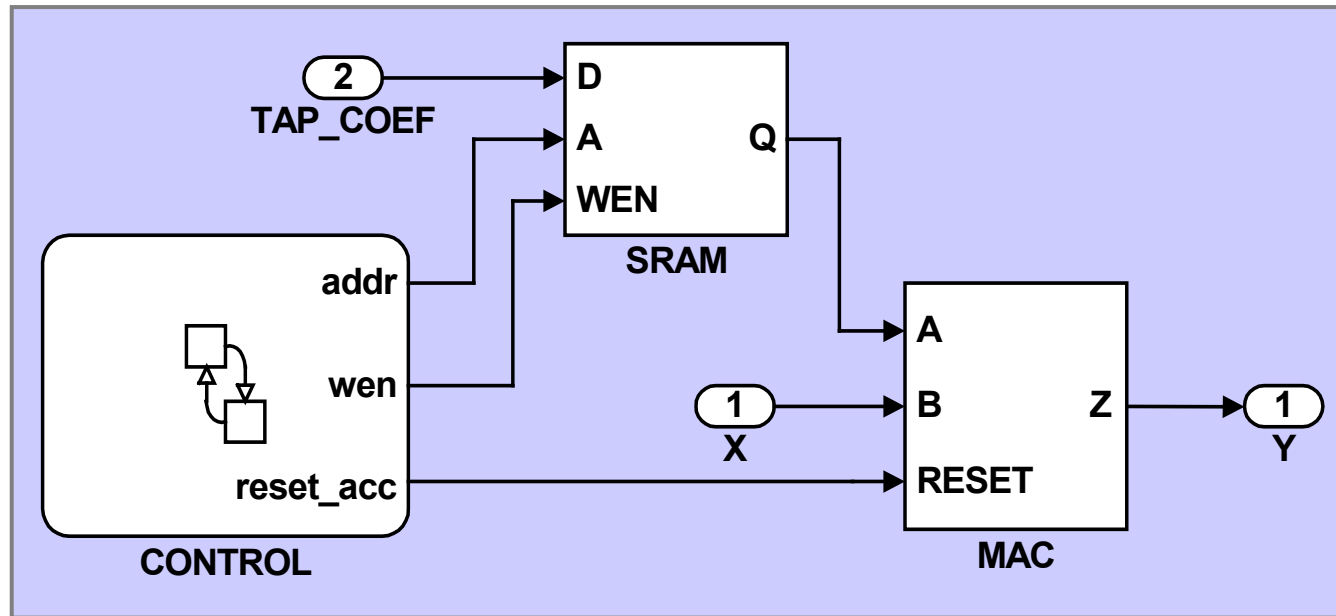 2
TAP_COEF
D
A
WEN
Q
SRAM
addr
wen
reset_acc
CONTROL
1
X
A
B
RESET
Z
MAC
1
Y